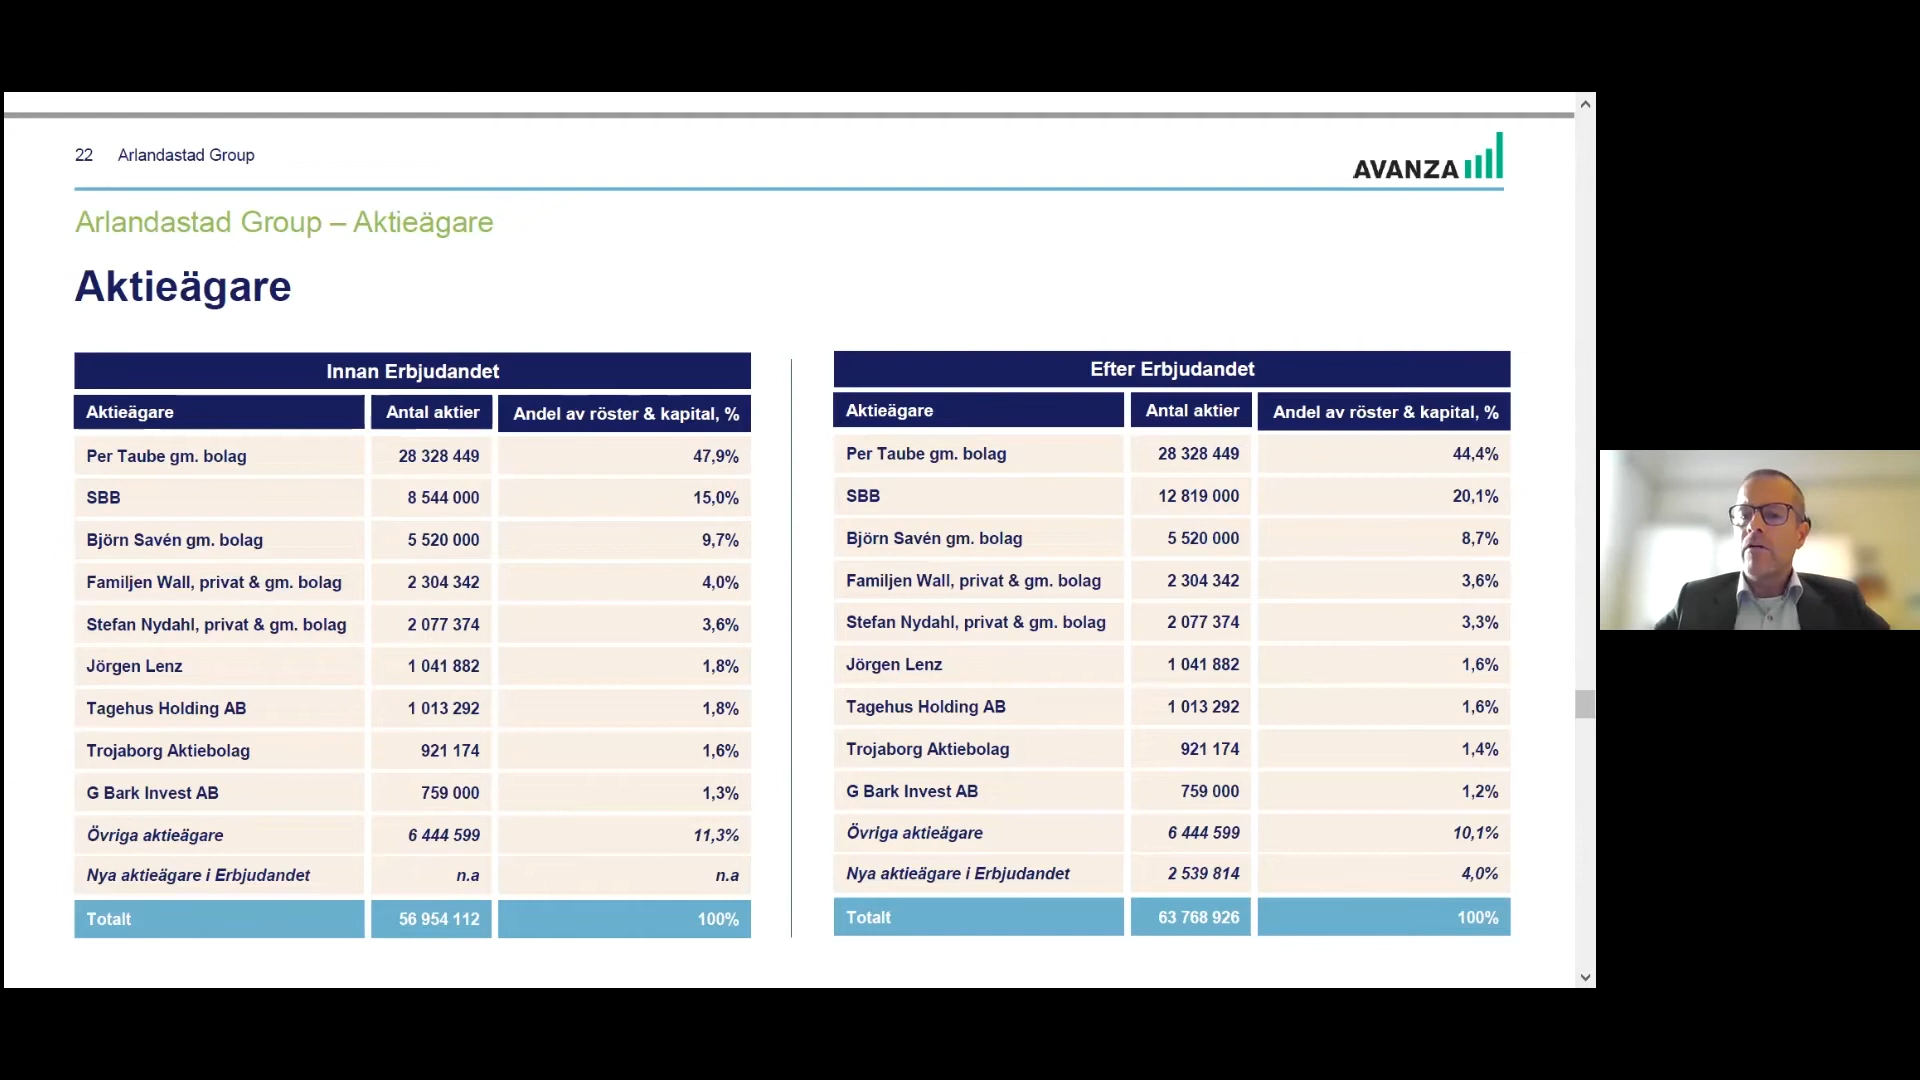 22 Arlandastad Group
AVANZA
Arlandastad Group – Aktieägare
Aktieägare
Innan Erbjudandet
Aktieägare Antal aktier Andel av röster & kapital, %
Per Taube gm. bolag 28 328 449 47,9%
SBB 8 544 000 15,0%
Björn Savén gm. bolag 5 520 000 9,7%
Familjen Wall, privat & gm. bolag 2 304 342 4,0%
Stefan Nydahl, privat & gm. bolag 2 077 374 3,6%
Jörgen Lenz 1 041 882 1,8%
Tagehus Holding AB 1 013 292 1,8%
Trojaborg Aktiebolag 921 174 1,6%
G Bark Invest AB 759 000 1,3%
Övriga aktieägare 6 444 599 11,3%
Nya aktieägare i Erbjudandet n.a n.a
Totalt 56 954 112 100%
Efter Erbjudandet
Aktieägare Antal aktier Andel av röster & kapital, %
Per Taube gm. bolag 28 328 449 44,4%
SBB 12 819 000 20,1%
Björn Savén gm. bolag 5 520 000 8,7%
Familjen Wall, privat & gm. bolag 2 304 342 3,6%
Stefan Nydahl, privat & gm. bolag 2 077 374 3,3%
Jörgen Lenz 1 041 882 1,6%
Tagehus Holding AB 1 013 292 1,6%
Trojaborg Aktiebolag 921 174 1,4%
G Bark Invest AB 759 000 1,2%
Övriga aktieägare 6 444 599 10,1%
Nya aktieägare i Erbjudandet 2 539 814 4,0%
Totalt 63 768 926 100%